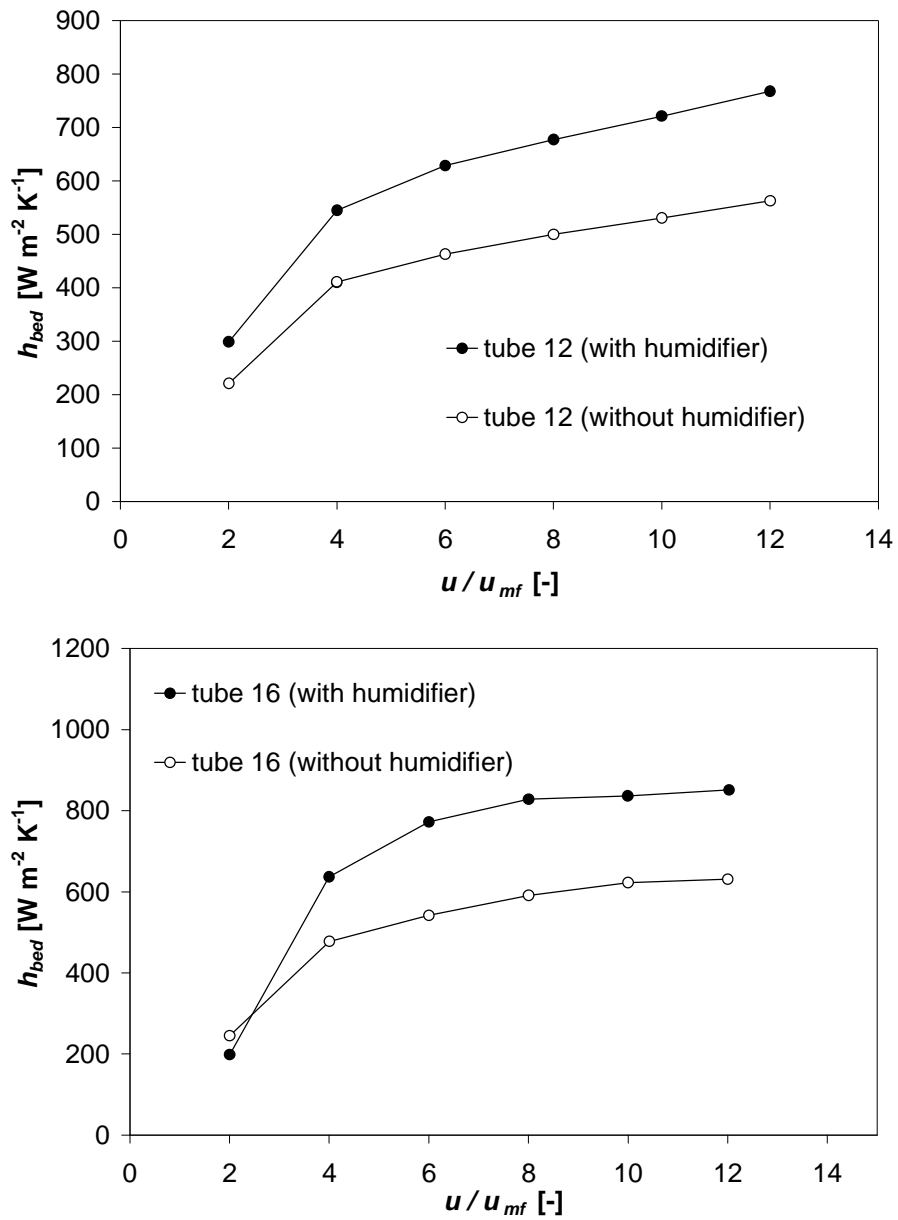 900
800
700
600
500
400
300
200
100
0
h_bed [W m⁻² K⁻¹]
tube 12 (with humidifier)
tube 12 (without humidifier)
0 2 4 6 8 10 12 14
u / u_mf [-]
1200
1000
800
600
400
200
0
h_bed [W m⁻² K⁻¹]
tube 16 (with humidifier)
tube 16 (without humidifier)
0 2 4 6 8 10 12 14
u / u_mf [-]